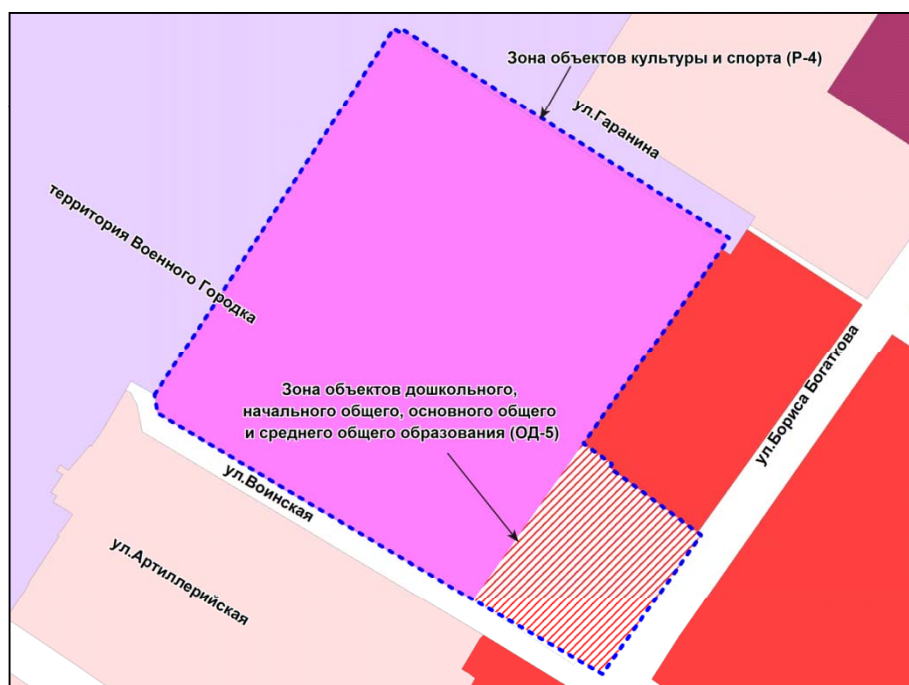 Зона объектов культуры и спорта (Р-4)
ул.Гаранина
территория Военного Городка
Зона объектов дошкольного,
начального общего, основного общего
и среднего общего образования (ОД-5)
ул.Бориса Богаткова
ул.Воинская
ул.Артиллерийская